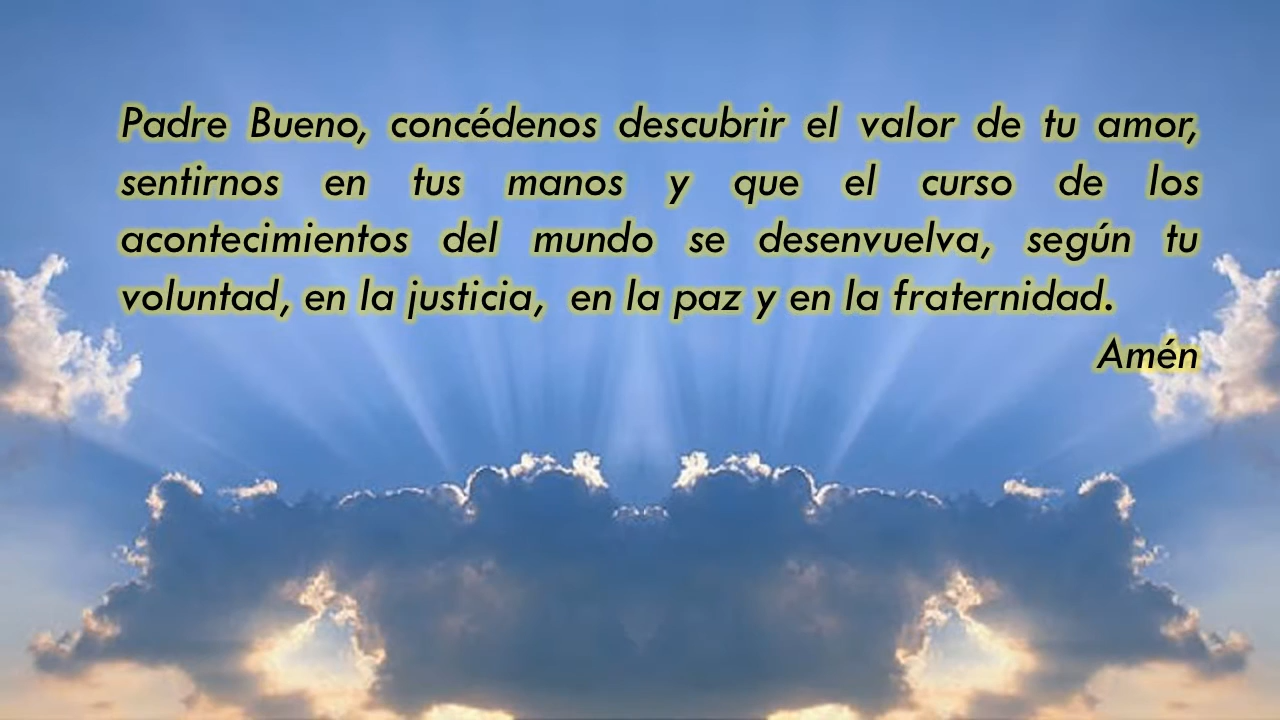 Padre Bueno, concédenos descubrir el valor de tu amor,
sentirnos en tus manos y que el curso de los
acontecimientos del mundo se desenvuelva, según tu
voluntad, en la justicia,  en la paz y en la fraternidad.
Amén